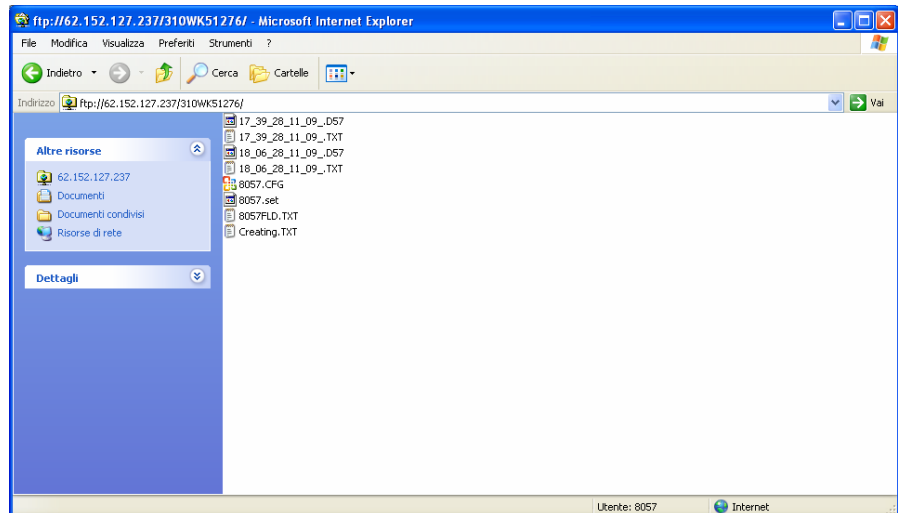 ftp://62.152.127.237/310WK51276/ - Microsoft Internet Explorer
File Modifica Visualizza Preferiti Strumenti ?
Indietro Cerca Cartelle
Indirizzo ftp://62.152.127.237/310WK51276/ Vai
Altre risorse
62.152.127.237
Documenti
Documenti condivisi
Risorse di rete
Dettagli
17_39_28_11_09_.D57
17_39_28_11_09_.TXT
18_06_28_11_09_.D57
18_06_28_11_09_.TXT
8057.CFG
8057.set
8057FLD.TXT
Creating.TXT
Utente: 8057 Internet